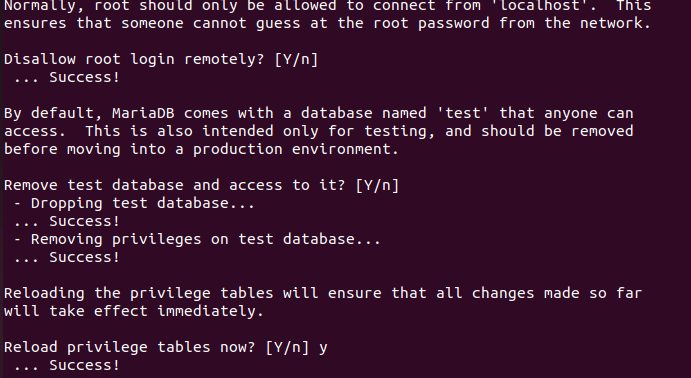 Normally, root should only be allowed to connect from 'localhost'.  This
ensures that someone cannot guess at the root password from the network.
Disallow root login remotely? [Y/n]
 ... Success!
By default, MariaDB comes with a database named 'test' that anyone can
access.  This is also intended only for testing, and should be removed
before moving into a production environment.
Remove test database and access to it? [Y/n]
 - Dropping test database...
 ... Success!
 - Removing privileges on test database...
 ... Success!
Reloading the privilege tables will ensure that all changes made so far
will take effect immediately.
Reload privilege tables now? [Y/n] y
 ... Success!